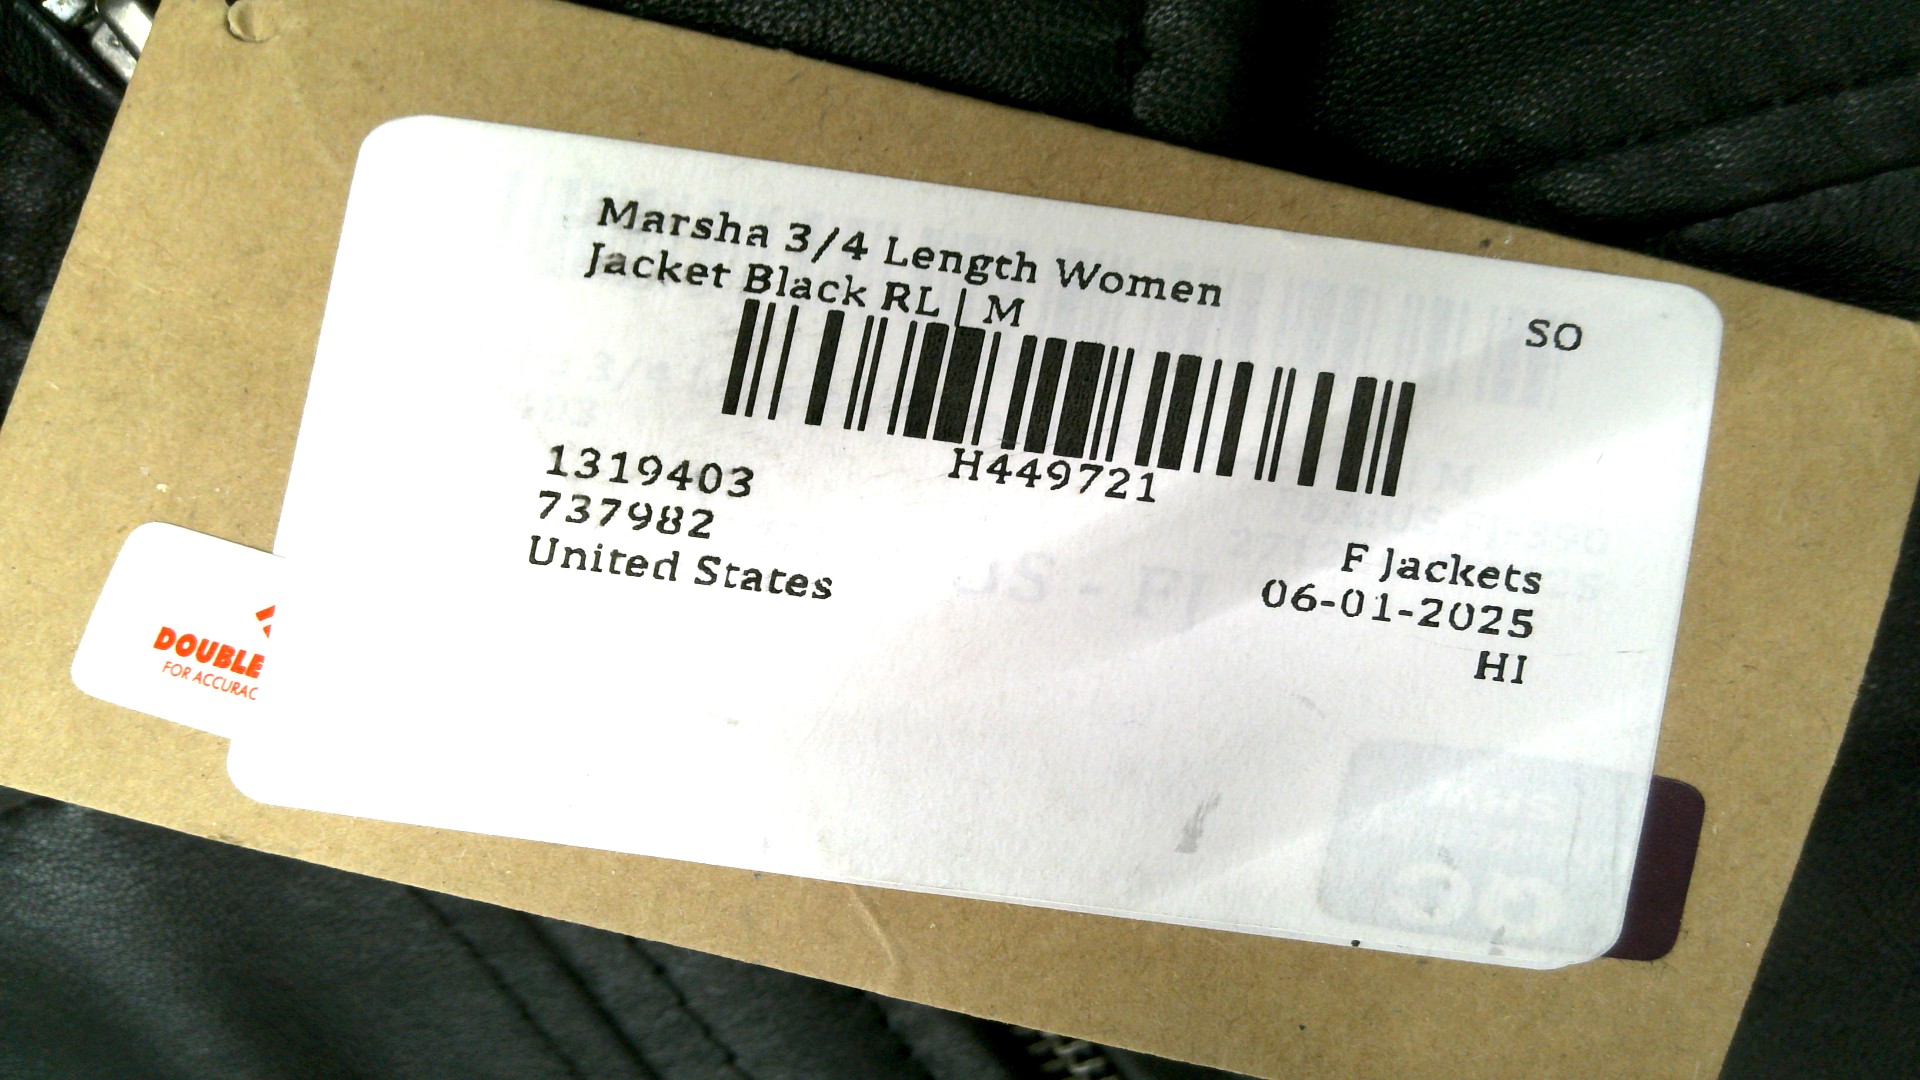 Marsha 3/4 Length Women
Jacket Black RL | M
SO
H449721
1319403
737982
United States
F Jackets
06-01-2025
HI
DOUBLE
FOR ACCURAC